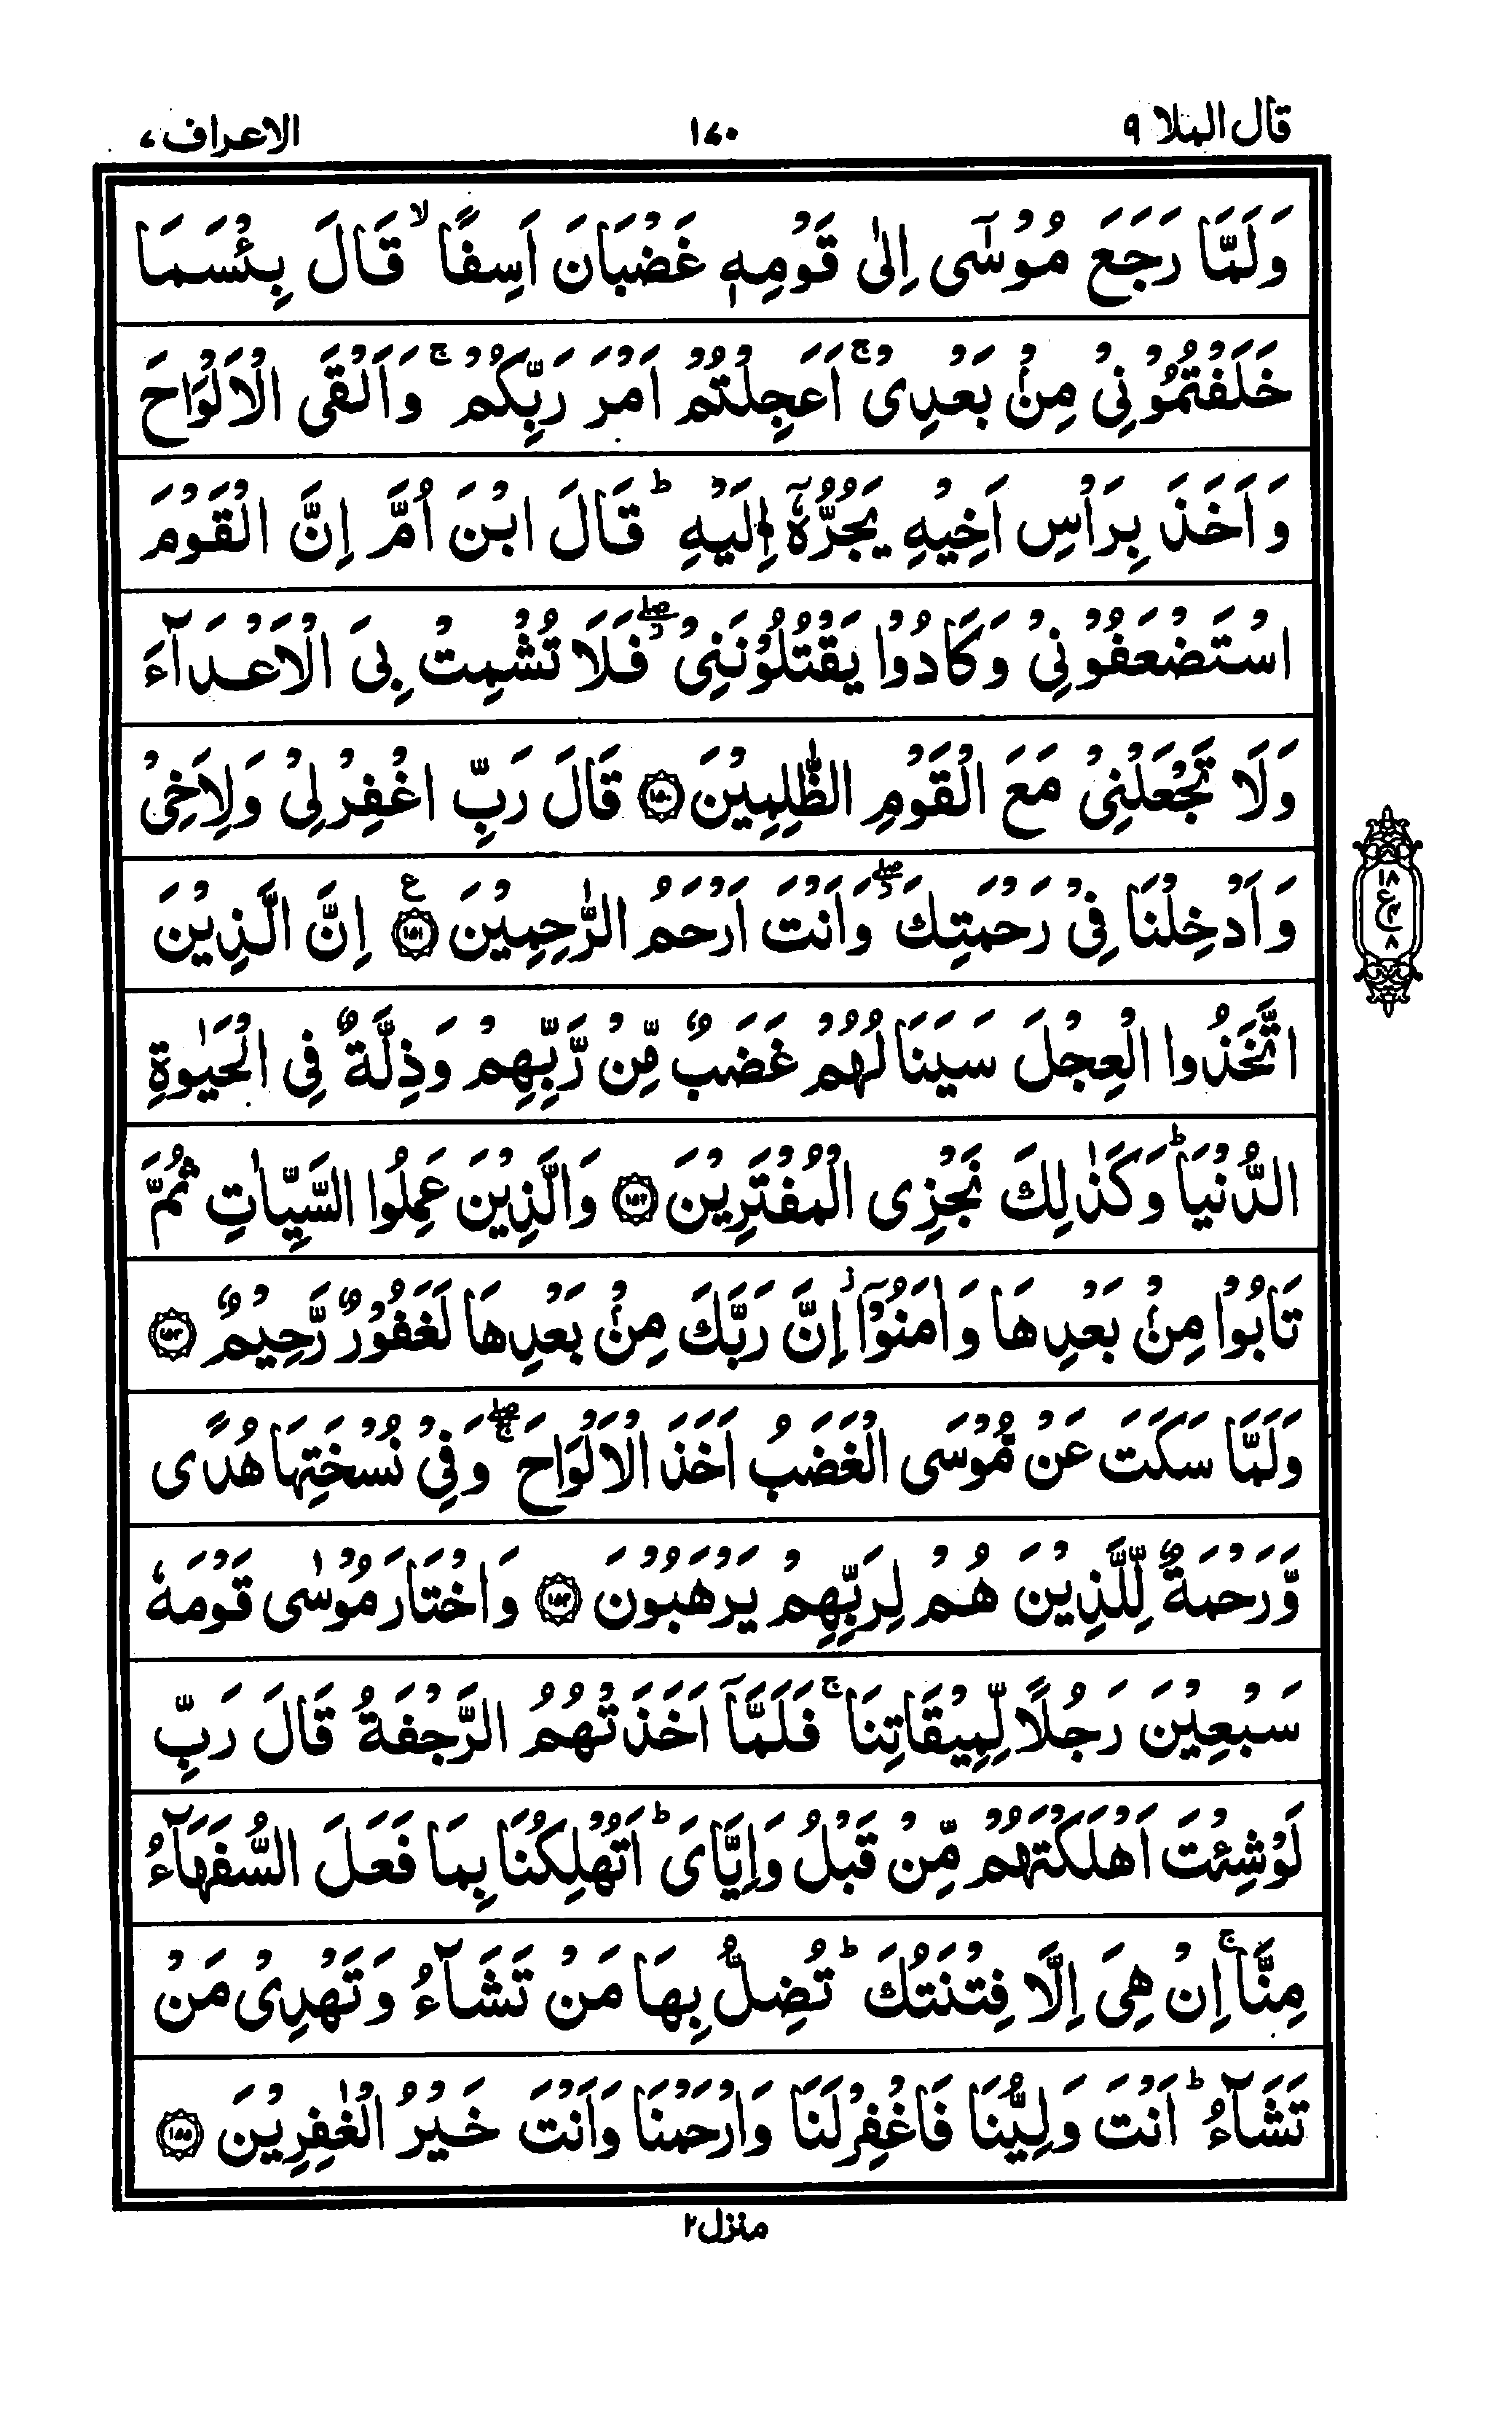 قال الملا ٩
١٧٠
الاعراف ٧
وَلَمَّا رَجَعَ مُوْسٰٓى اِلٰى قَوْمِهٖ غَضْبَانَ اَسِفًا ۙ قَالَ بِئْسَمَا
خَلَفْتُمُوْنِيْ مِنْۢ بَعْدِيْ ۚ اَعَجِلْتُمْ اَمْرَ رَبِّكُمْ ۚ وَاَلْقَى الْاَلْوَاحَ
وَاَخَذَ بِرَاْسِ اَخِيْهِ يَجُرُّهٗٓ اِلَيْهِ ؕ قَالَ ابْنَ اُمَّ اِنَّ الْقَوْمَ
اسْتَضْعَفُوْنِيْ وَكَادُوْا يَقْتُلُوْنَنِيْ ۖ فَلَا تُشْمِتْ بِيَ الْاَعْدَآءَ
وَلَا تَجْعَلْنِيْ مَعَ الْقَوْمِ الظّٰلِمِيْنَ ۝١٥٠ قَالَ رَبِّ اغْفِرْ لِيْ وَلِاَخِيْ
وَاَدْخِلْنَا فِيْ رَحْمَتِكَ ۖ وَاَنْتَ اَرْحَمُ الرّٰحِمِيْنَ ۝١٥١ ع اِنَّ الَّذِيْنَ
اتَّخَذُوا الْعِجْلَ سَيَنَالُهُمْ غَضَبٌ مِّنْ رَّبِّهِمْ وَذِلَّةٌ فِي الْحَيٰوةِ
الدُّنْيَا ؕ وَكَذٰلِكَ نَجْزِي الْمُفْتَرِيْنَ ۝١٥٢ وَالَّذِيْنَ عَمِلُوا السَّيِّاٰتِ ثُمَّ
تَابُوْا مِنْۢ بَعْدِهَا وَاٰمَنُوْٓا ۡ اِنَّ رَبَّكَ مِنْۢ بَعْدِهَا لَغَفُوْرٌ رَّحِيْمٌ ۝١٥٣
وَلَمَّا سَكَتَ عَنْ مُّوْسَى الْغَضَبُ اَخَذَ الْاَلْوَاحَ ۚۖ وَفِيْ نُسْخَتِهَا هُدًى
وَّرَحْمَةٌ لِّلَّذِيْنَ هُمْ لِرَبِّهِمْ يَرْهَبُوْنَ ۝١٥٤ وَاخْتَارَ مُوْسٰى قَوْمَهٗ
سَبْعِيْنَ رَجُلًا لِّمِيْقَاتِنَا ۚ فَلَمَّآ اَخَذَتْهُمُ الرَّجْفَةُ قَالَ رَبِّ
لَوْ شِئْتَ اَهْلَكْتَهُمْ مِّنْ قَبْلُ وَاِيَّايَ ؕ اَتُهْلِكُنَا بِمَا فَعَلَ السُّفَهَآءُ
مِنَّا ۚ اِنْ هِيَ اِلَّا فِتْنَتُكَ ؕ تُضِلُّ بِهَا مَنْ تَشَآءُ وَتَهْدِيْ مَنْ
تَشَآءُ ؕ اَنْتَ وَلِيُّنَا فَاغْفِرْ لَنَا وَارْحَمْنَا وَاَنْتَ خَيْرُ الْغٰفِرِيْنَ ۝١٥٥
١٨
ع
٨
منزل ٢